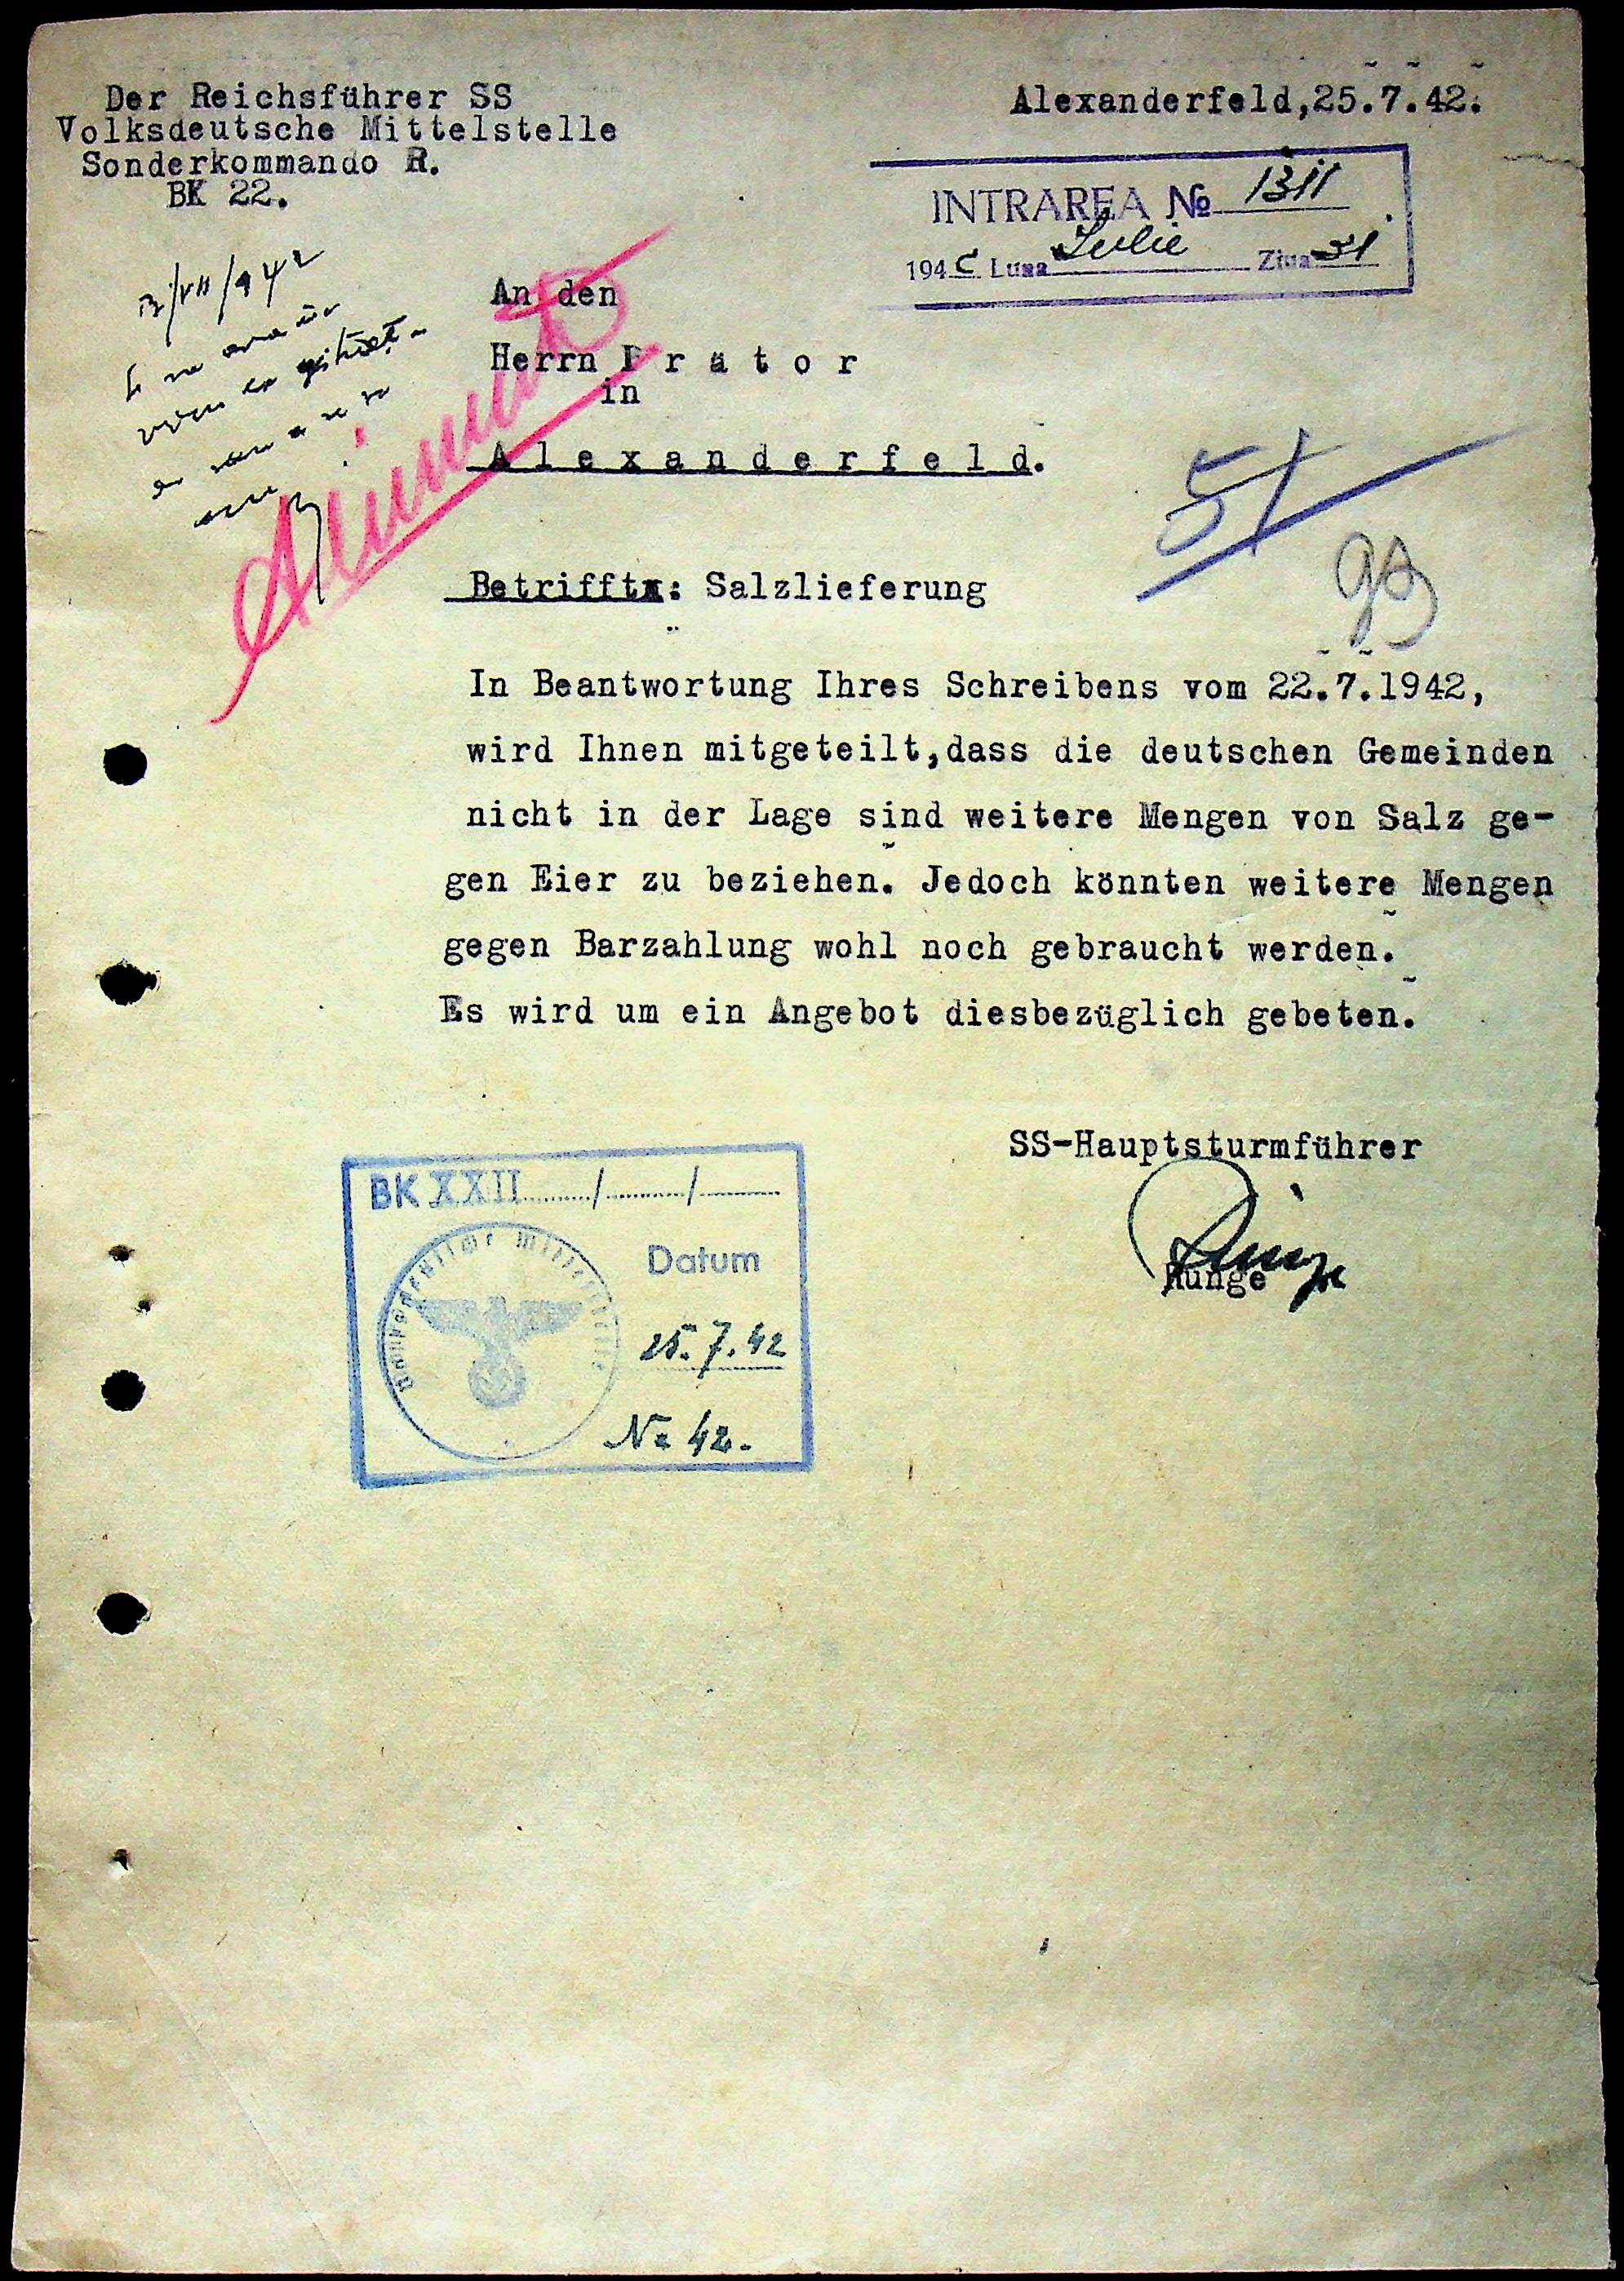 Der Reichsführer SS
Volksdeutsche Mittelstelle
Sonderkommando R.
BK 22.
Alexanderfeld,25.7.42.
INTRAREA № 1311
194 Luna Iulie Ziua 31
An den
Herrn P r ä t o r
in
A l e x a n d e r f e l d.
51
Betrifft: Salzlieferung
In Beantwortung Ihres Schreibens vom 22.7.1942,
wird Ihnen mitgeteilt,dass die deutschen Gemeinden
nicht in der Lage sind weitere Mengen von Salz ge-
gen Eier zu beziehen. Jedoch könnten weitere Mengen
gegen Barzahlung wohl noch gebraucht werden.
Es wird um ein Angebot diesbezüglich gebeten.
SS-Hauptsturmführer
Runge
BK XXII ........./........./.........
Datum
25.7.42
№ 42.